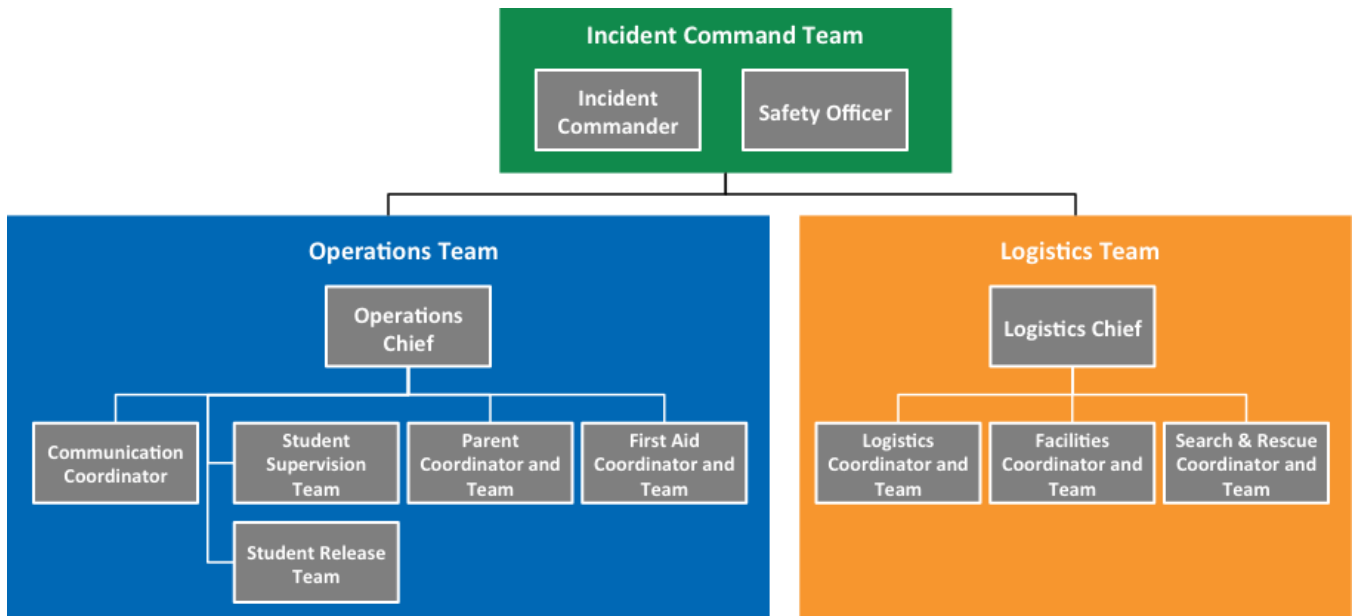 Incident Command Team
Incident
Commander
Safety Officer
Operations Team
Operations
Chief
Communication
Coordinator
Student
Supervision
Team
Parent
Coordinator and
Team
First Aid
Coordinator and
Team
Student Release
Team
Logistics Team
Logistics Chief
Logistics
Coordinator and
Team
Facilities
Coordinator and
Team
Search & Rescue
Coordinator and
Team